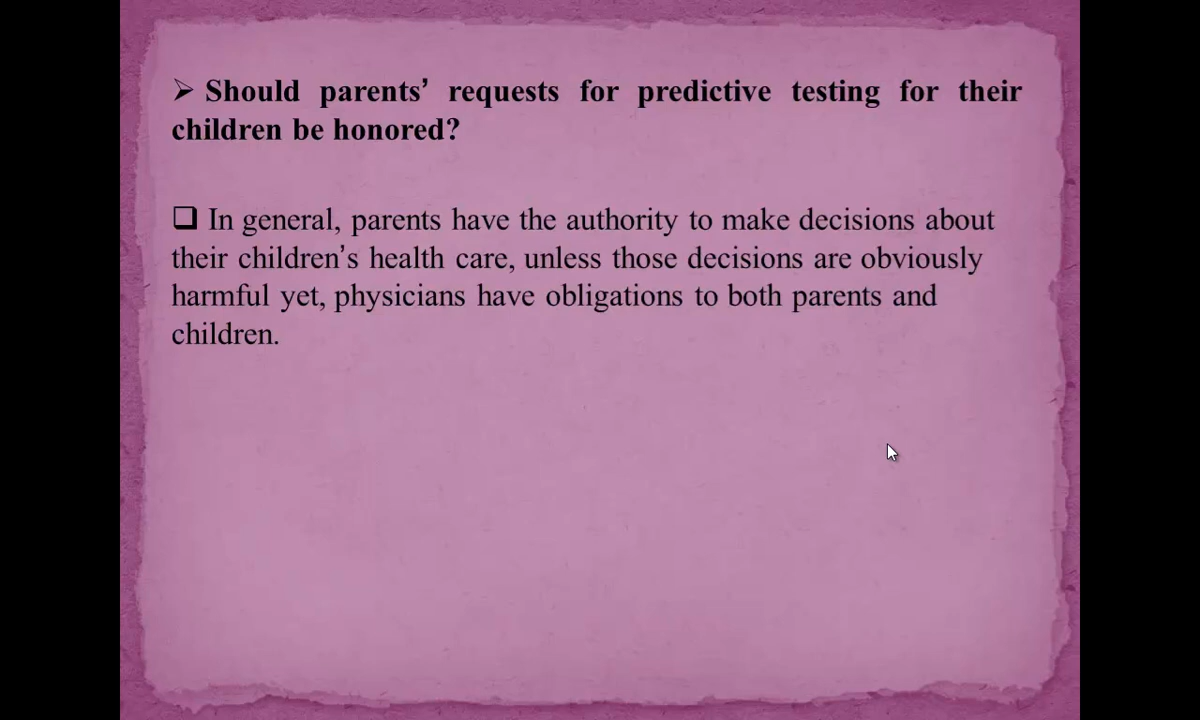 ➢ Should parents’ requests for predictive testing for their
children be honored?
❑ In general, parents have the authority to make decisions about
their children’s health care, unless those decisions are obviously
harmful yet, physicians have obligations to both parents and
children.